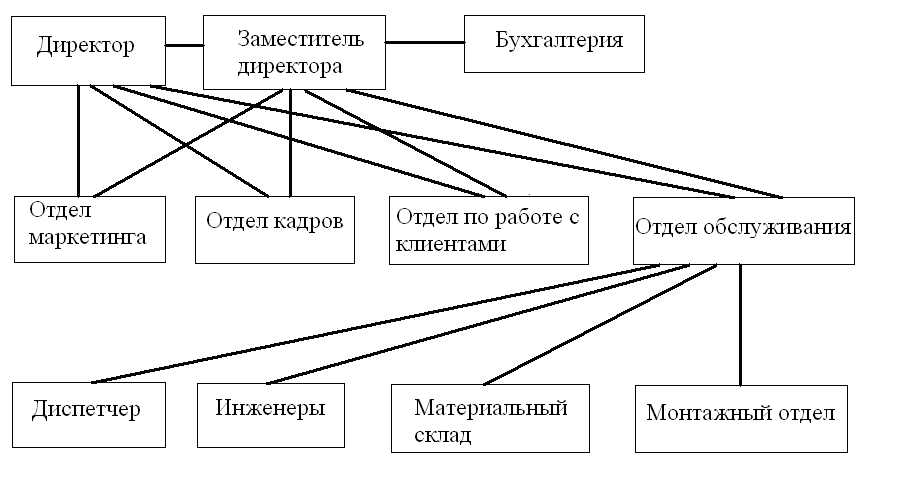 Директор
Заместитель
директора
Бухгалтерия
Отдел
маркетинга
Отдел кадров
Отдел по работе с
клиентами
Отдел обслуживания
Диспетчер
Инженеры
Материальный
склад
Монтажный отдел